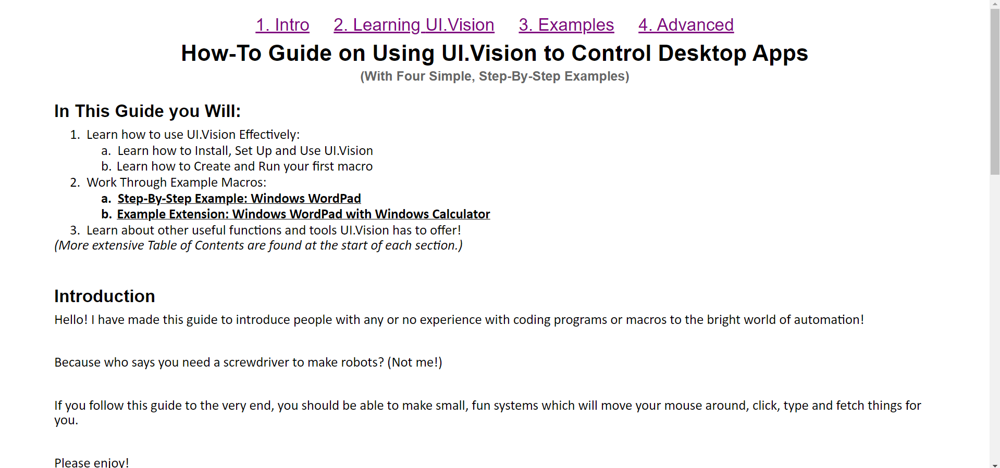 1. Intro 2. Learning UI.Vision 3. Examples 4. Advanced
How-To Guide on Using UI.Vision to Control Desktop Apps
(With Four Simple, Step-By-Step Examples)
In This Guide you Will:
1. Learn how to use UI.Vision Effectively:
a. Learn how to Install, Set Up and Use UI.Vision
b. Learn how to Create and Run your first macro
2. Work Through Example Macros:
a. Step-By-Step Example: Windows WordPad
b. Example Extension: Windows WordPad with Windows Calculator
3. Learn about other useful functions and tools UI.Vision has to offer!
(More extensive Table of Contents are found at the start of each section.)
Introduction
Hello! I have made this guide to introduce people with any or no experience with coding programs or macros to the bright world of automation!
Because who says you need a screwdriver to make robots? (Not me!)
If you follow this guide to the very end, you should be able to make small, fun systems which will move your mouse around, click, type and fetch things for
you.
Please enjoy!